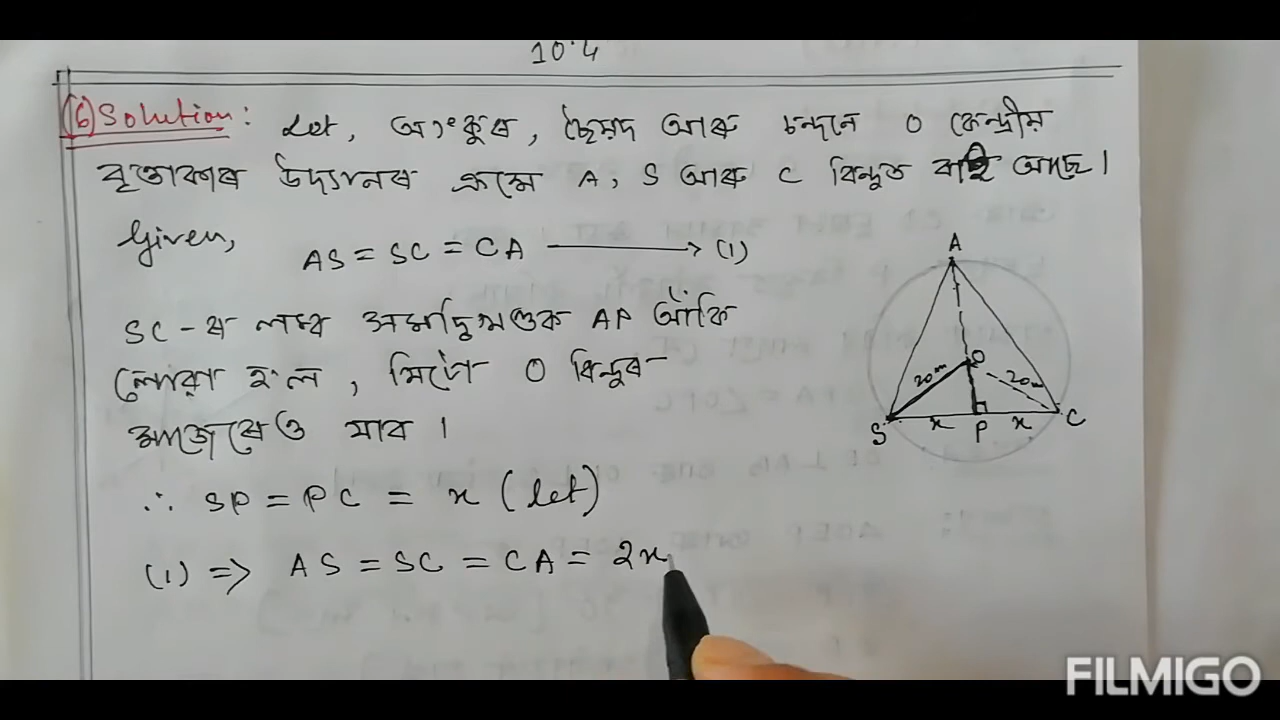 10.4
(6) Solution: Let, অংকুৰ, ছৈয়দ আৰু চন্দনে O কেন্দ্ৰীয়
বৃত্তাকাৰ উদ্যানৰ ক্ৰমে A, S আৰু C বিন্দুত বহি আছে।
Given,
AS = SC = CA ⟶ (1)
SC-ৰ লম্ব সমদ্বিখণ্ডক AP আঁকি
লোৱা হ'ল, যিটো O বিন্দুৰ
মাজেৰেও যাব।
∴ SP = PC = x (let)
(1) => AS = SC = CA = 2x
A
O
20m 20m
S x P x C
FILMIGO